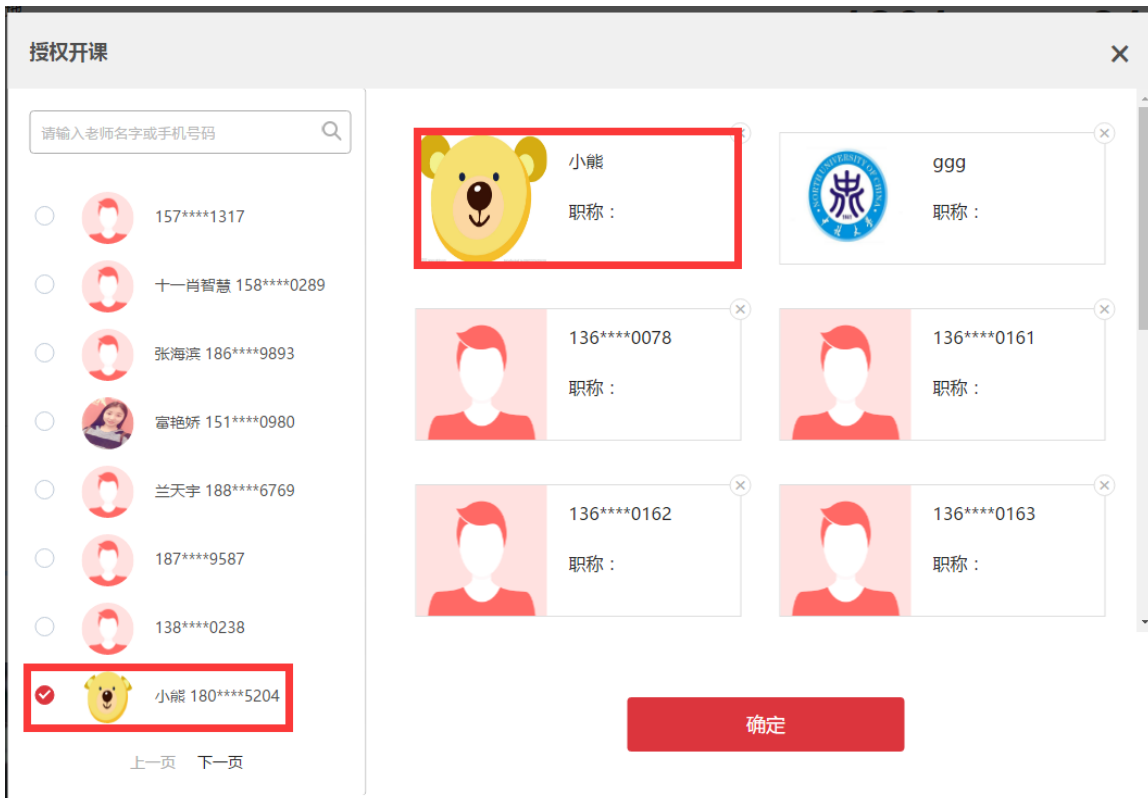 授权开课
请输入老师名字或手机号码
157****1317
十一肖智慧 158****0289
张海滨 186****9893
富艳娇 151****0980
兰天宇 188****6769
187****9587
138****0238
小熊 180****5204
上一页 下一页
小熊
职称：
ggg
职称：
NORTH UNIVERSITY OF CHINA
136****0078
职称：
136****0161
职称：
136****0162
职称：
136****0163
职称：
确定